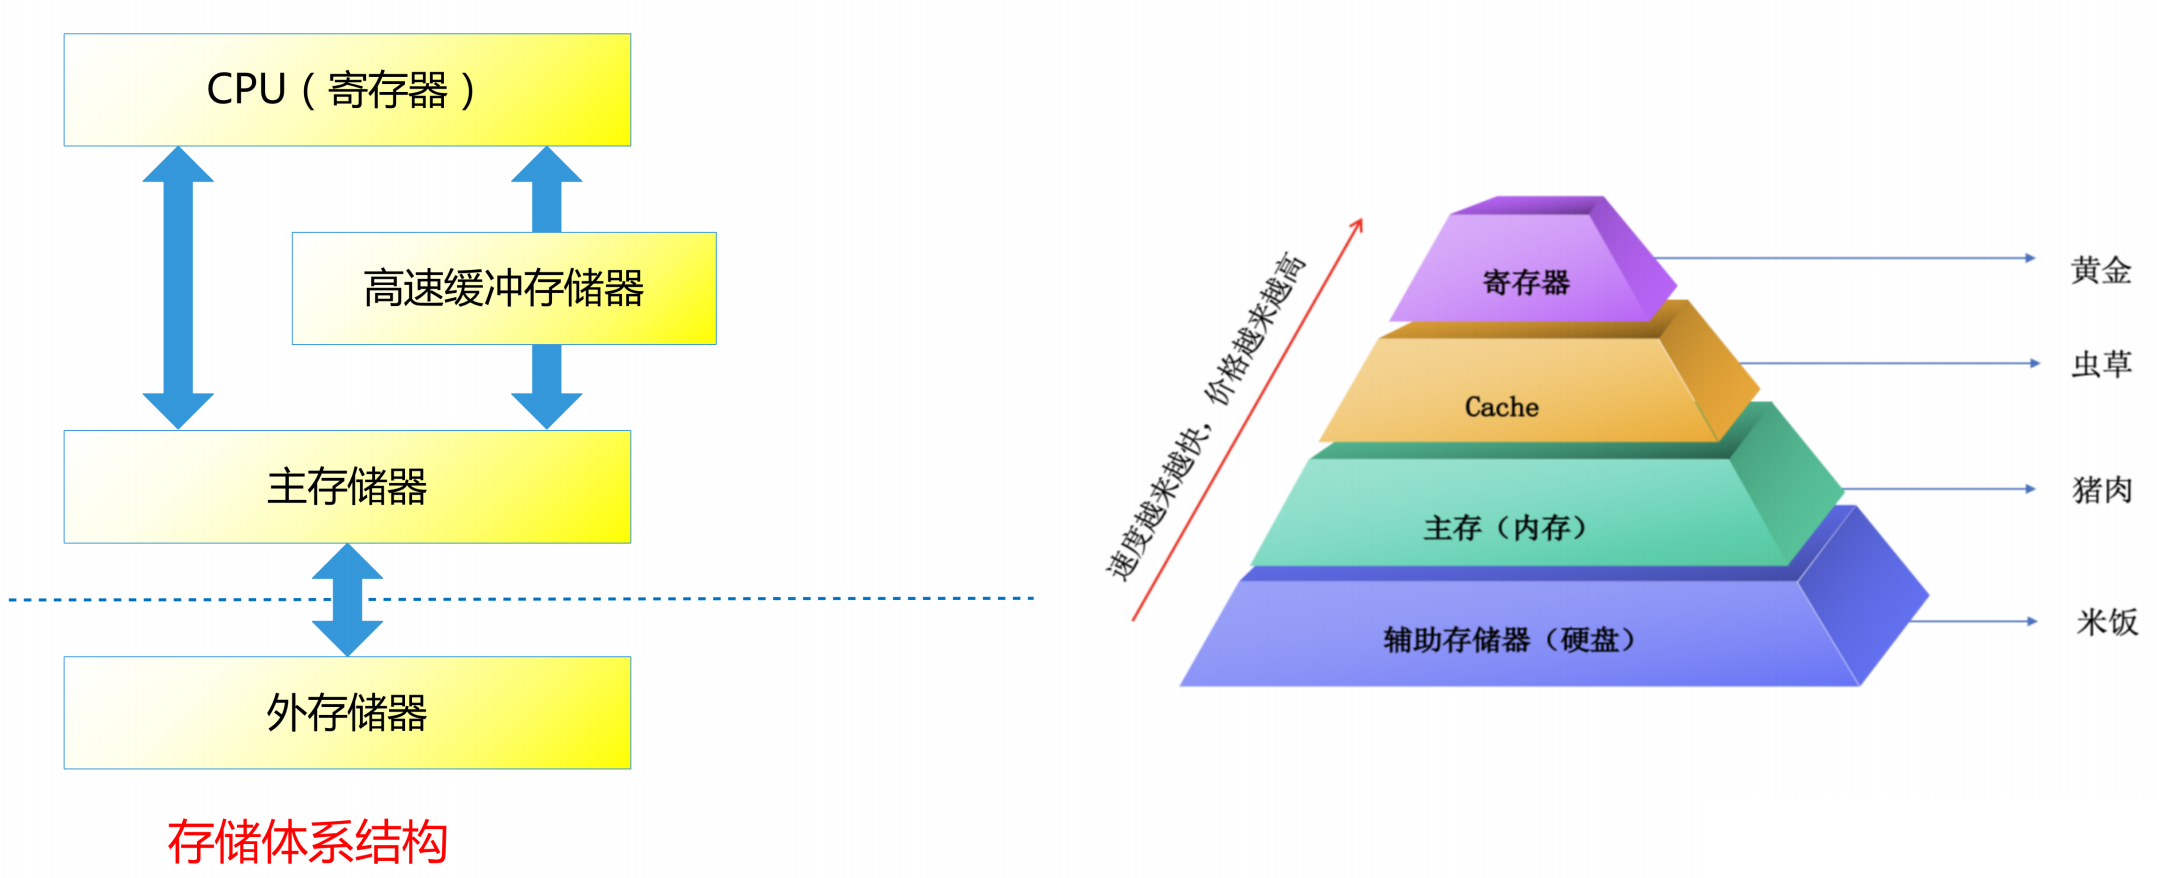 CPU（寄存器）
高速缓冲存储器
主存储器
外存储器
存储体系结构
速度越来越快，价格越来越高
寄存器
Cache
主存（内存）
辅助存储器（硬盘）
黄金
虫草
猪肉
米饭